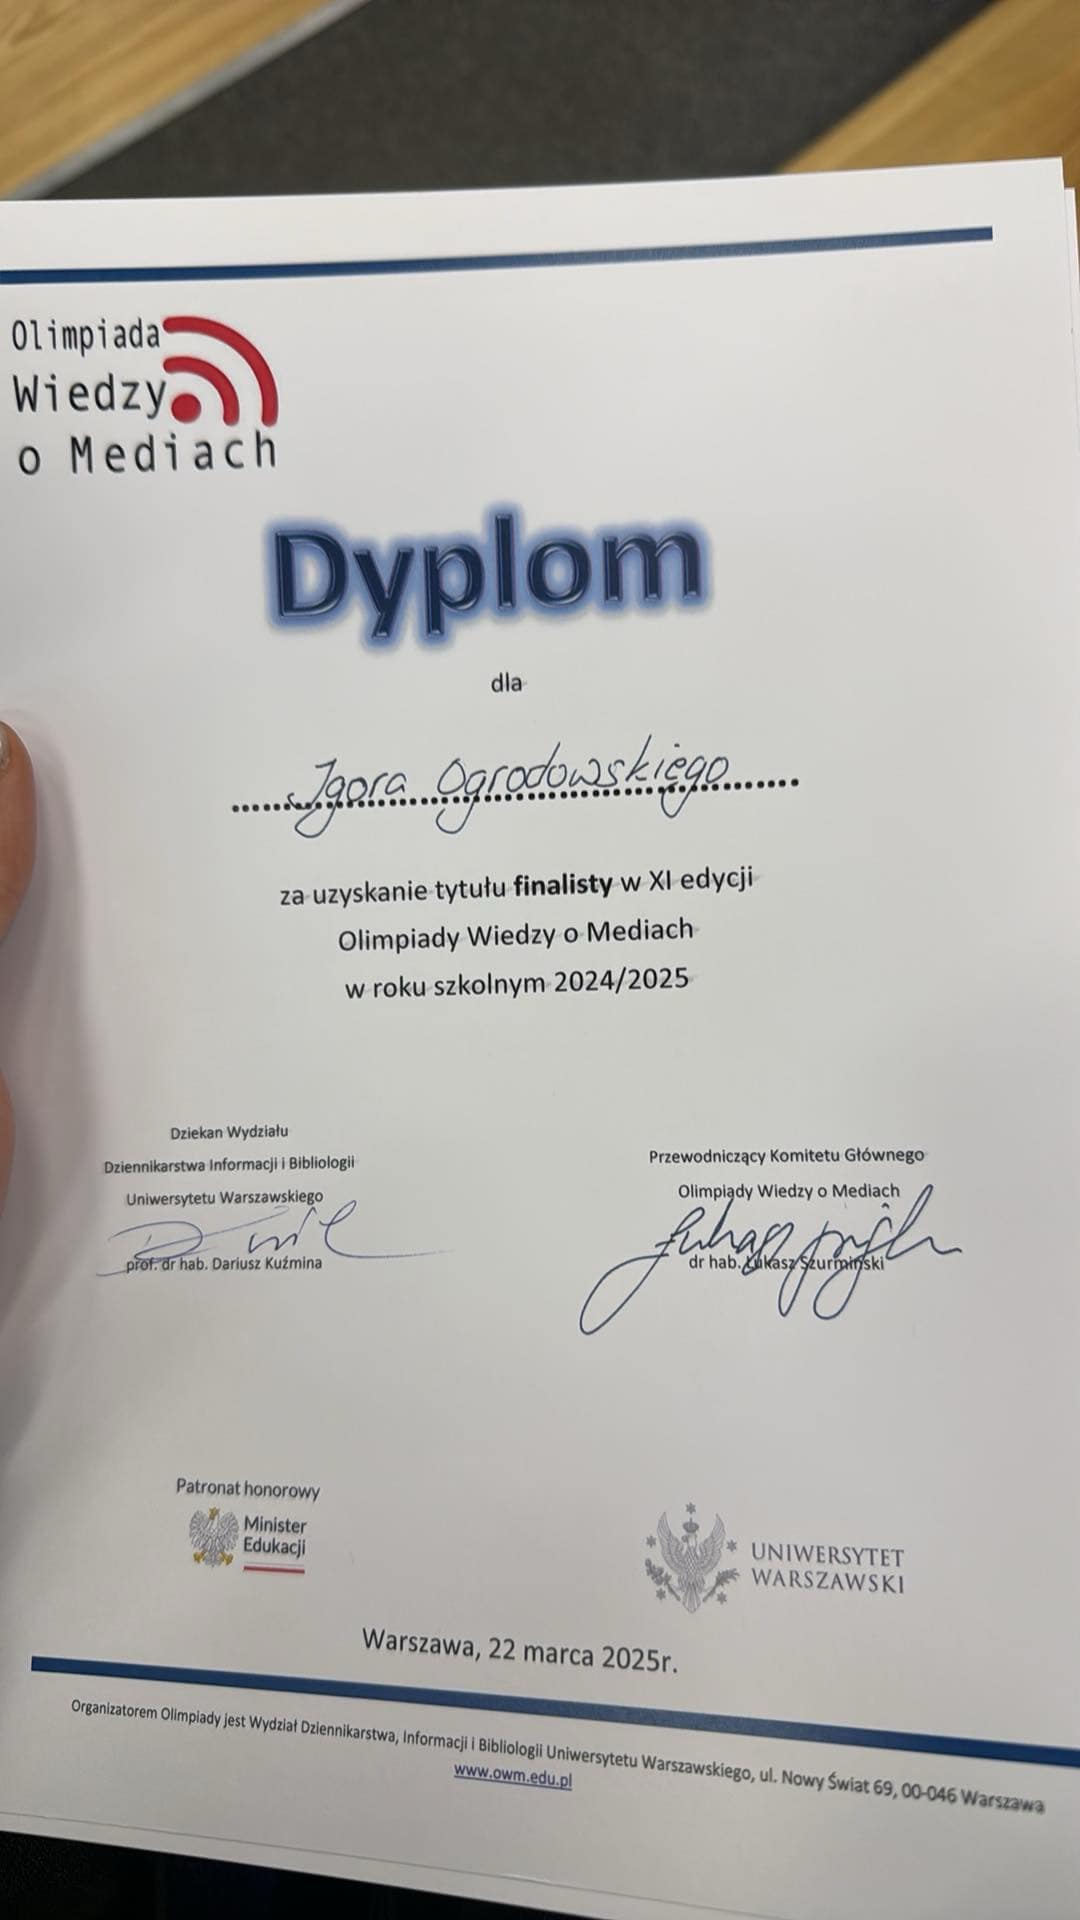 Olimpiada
Wiedzy
o Mediach
Dyplom
dla
Igora Ogrodowskiego
za uzyskanie tytułu finalisty w XI edycji
Olimpiady Wiedzy o Mediach
w roku szkolnym 2024/2025
Dziekan Wydziału
Dziennikarstwa Informacji i Bibliologii
Uniwersytetu Warszawskiego
prof. dr hab. Dariusz Kuźmina
Przewodniczący Komitetu Głównego
Olimpiady Wiedzy o Mediach
dr hab. Łukasz Szurmiński
Patronat honorowy
Minister
Edukacji
UNIWERSYTET
WARSZAWSKI
Warszawa, 22 marca 2025r.
Organizatorem Olimpiady jest Wydział Dziennikarstwa, Informacji i Bibliologii Uniwersytetu Warszawskiego, ul. Nowy Świat 69, 00-046 Warszawa
www.owm.edu.pl